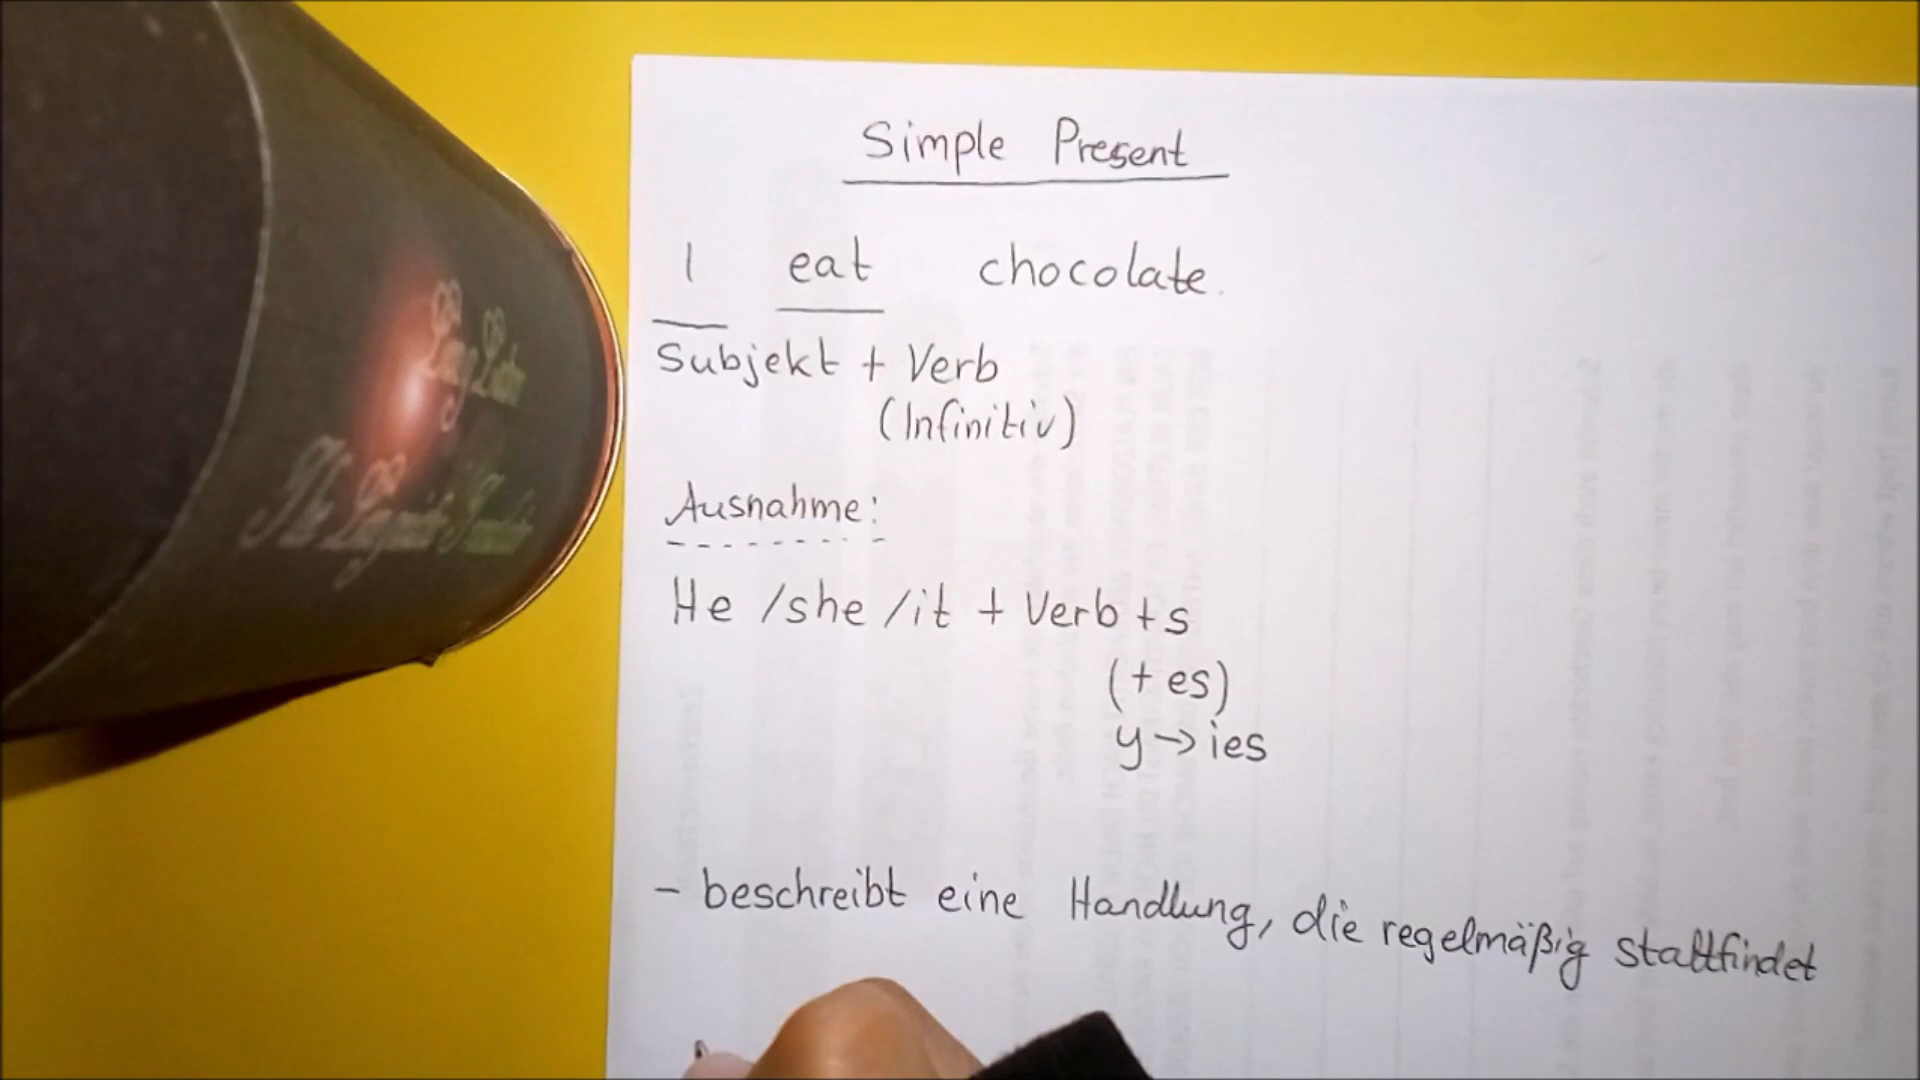 Simple Present
I eat chocolate.
Subjekt + Verb
(Infinitiv)
Ausnahme:
He /she /it + Verb +s
(+ es)
y → ies
- beschreibt eine Handlung, die regelmäßig stattfindet